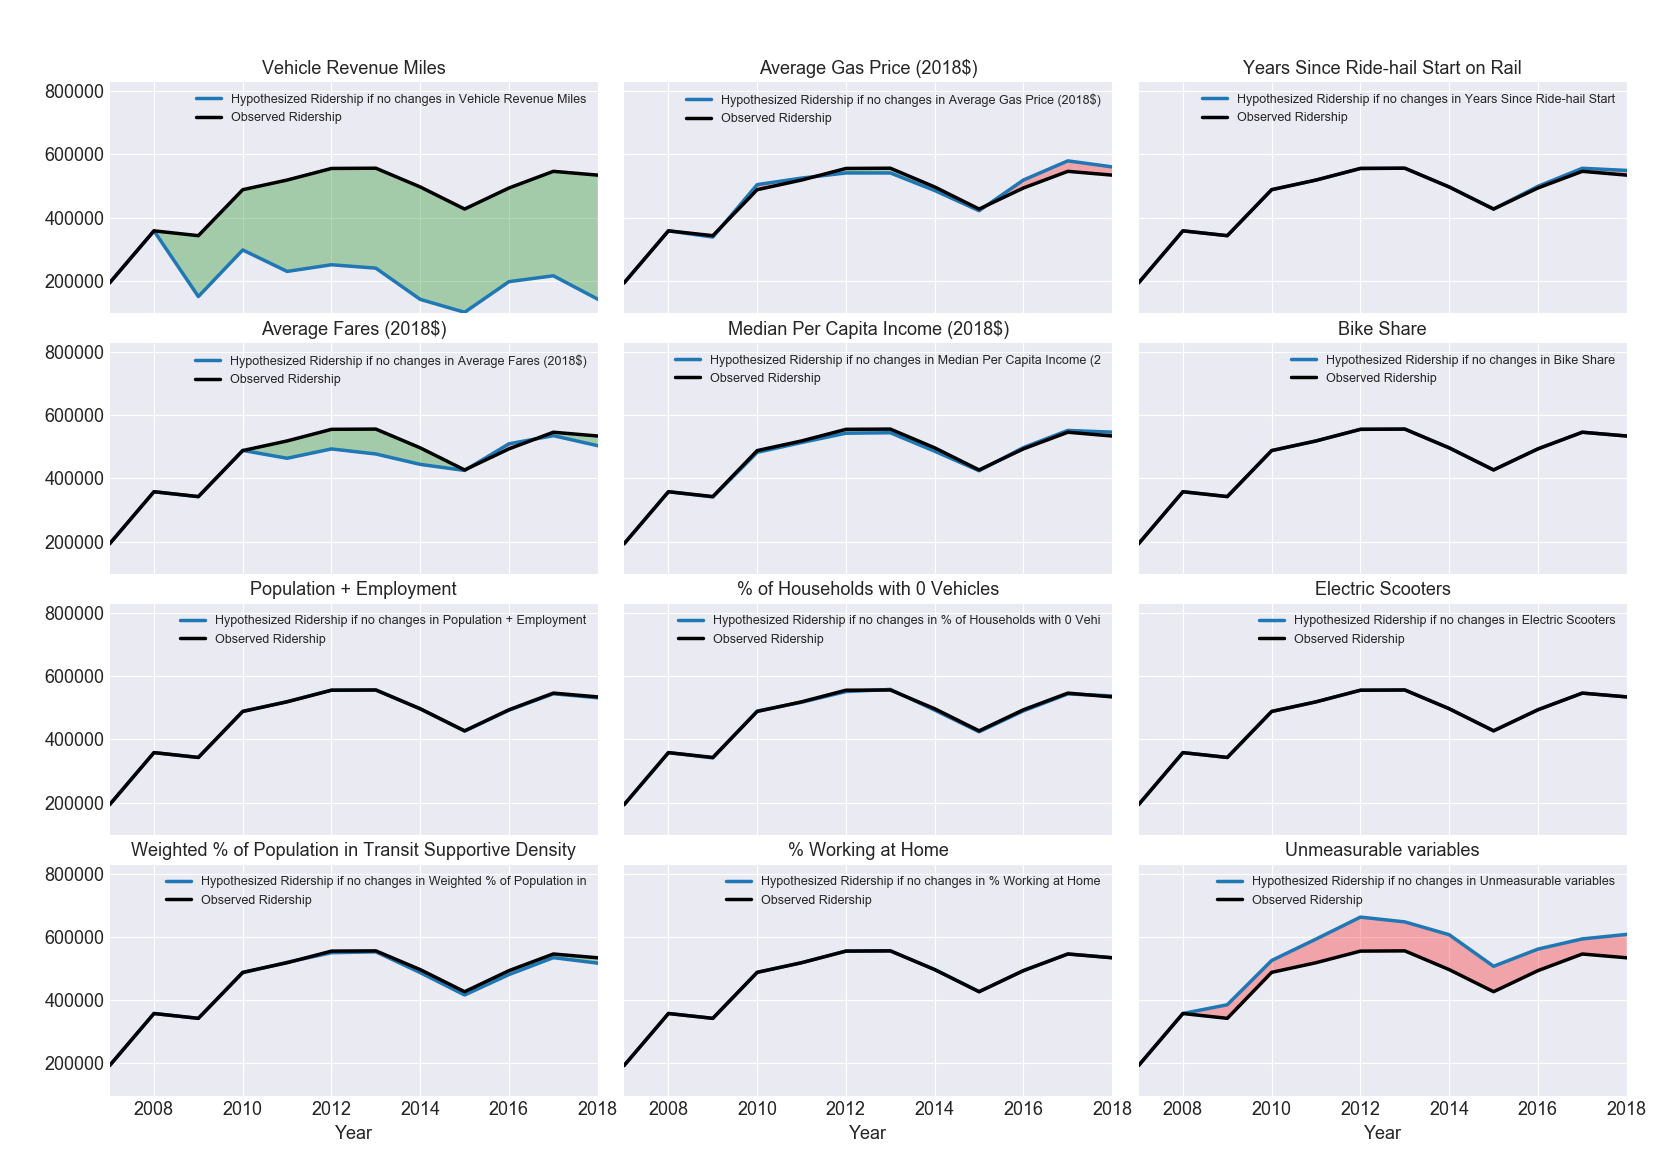 Vehicle Revenue Miles
Average Gas Price (2018$)
Years Since Ride-hail Start on Rail
800000
600000
400000
200000
Hypothesized Ridership if no changes in Vehicle Revenue Miles
Observed Ridership
Hypothesized Ridership if no changes in Average Gas Price (2018$)
Observed Ridership
Hypothesized Ridership if no changes in Years Since Ride-hail Start
Observed Ridership
Average Fares (2018$)
Median Per Capita Income (2018$)
Bike Share
800000
600000
400000
200000
Hypothesized Ridership if no changes in Average Fares (2018$)
Observed Ridership
Hypothesized Ridership if no changes in Median Per Capita Income (2
Observed Ridership
Hypothesized Ridership if no changes in Bike Share
Observed Ridership
Population + Employment
% of Households with 0 Vehicles
Electric Scooters
800000
600000
400000
200000
Hypothesized Ridership if no changes in Population + Employment
Observed Ridership
Hypothesized Ridership if no changes in % of Households with 0 Vehi
Observed Ridership
Hypothesized Ridership if no changes in Electric Scooters
Observed Ridership
Weighted % of Population in Transit Supportive Density
% Working at Home
Unmeasurable variables
800000
600000
400000
200000
Hypothesized Ridership if no changes in Weighted % of Population in
Observed Ridership
Hypothesized Ridership if no changes in % Working at Home
Observed Ridership
Hypothesized Ridership if no changes in Unmeasurable variables
Observed Ridership
2008 2010 2012 2014 2016 2018
2008 2010 2012 2014 2016 2018
2008 2010 2012 2014 2016 2018
Year
Year
Year